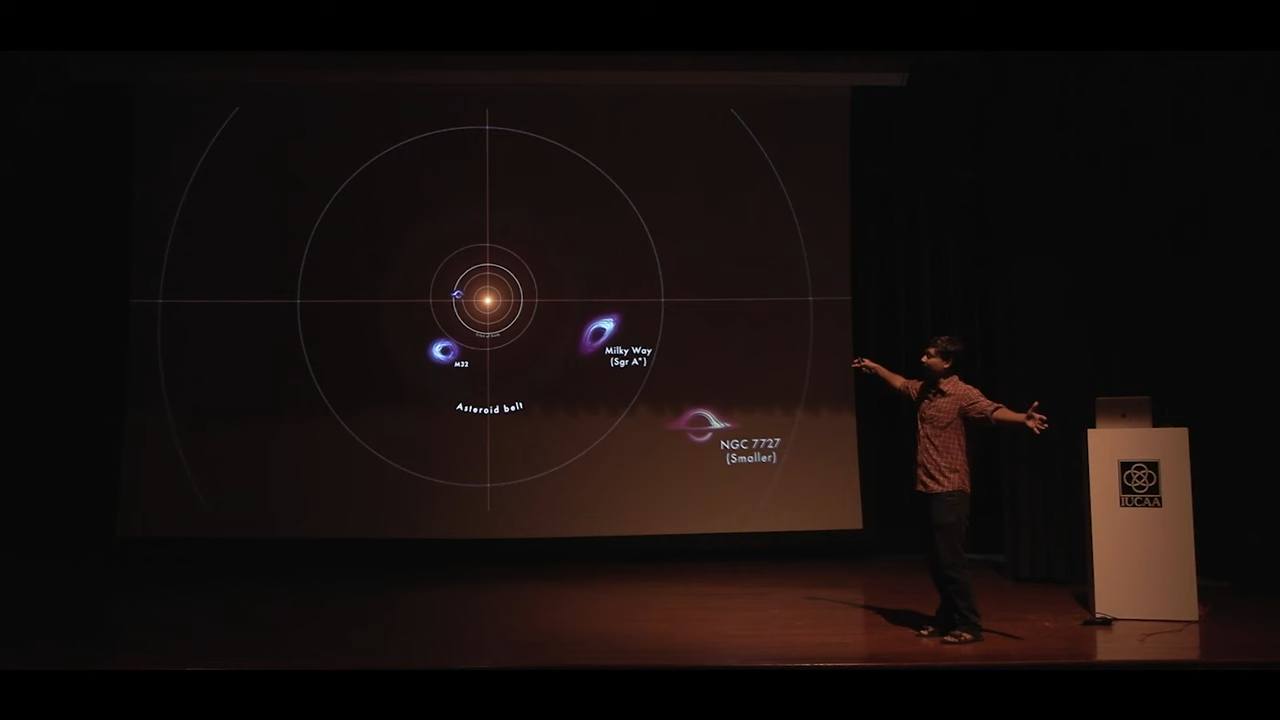 M32
Milky Way
(Sgr A*)
Asteroid belt
NGC 7727
(Smaller)
IUCAA